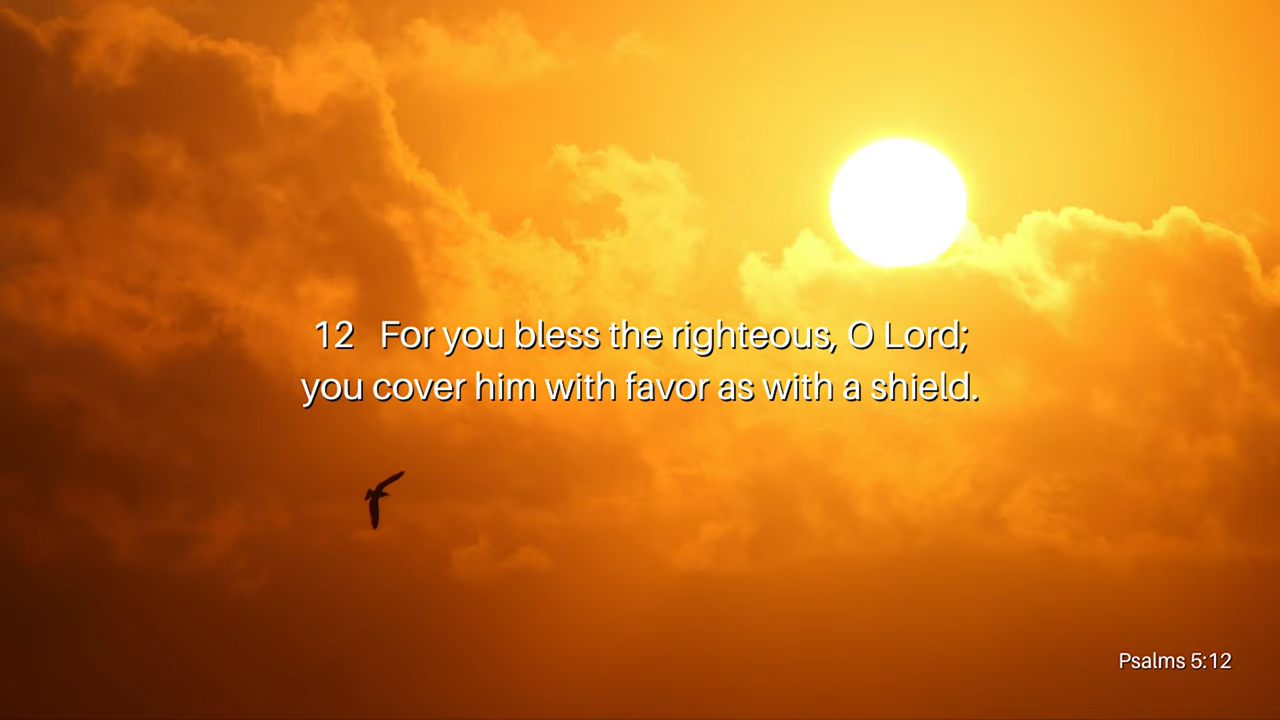 12 For you bless the righteous, O Lord;
you cover him with favor as with a shield.
Psalms 5:12